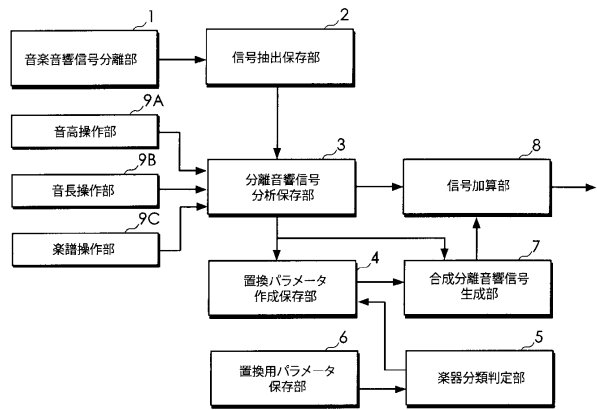 1
音楽音響信号分離部
2
信号抽出保存部
9A
音高操作部
9B
音長操作部
9C
楽譜操作部
3
分離音響信号
分析保存部
8
信号加算部
4
置換パラメータ
作成保存部
7
合成分離音響信号
生成部
6
置換用パラメータ
保存部
5
楽器分類判定部